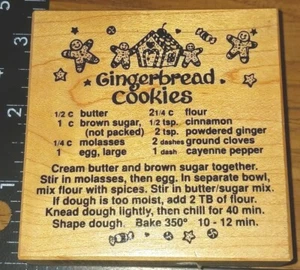 Gingerbread
Cookies
1/2 c butter 2 1/4 c flour
1 c brown sugar, 1/2 tsp. cinnamon
(not packed) 2 tsp. powdered ginger
1/4 c molasses 2 dashes ground cloves
1 egg, large 1 dash cayenne pepper
Cream butter and brown sugar together.
Stir in molasses, then egg. In separate bowl,
mix flour with spices. Stir in butter/sugar mix.
If dough is too moist, add 2 TB of flour.
Knead dough lightly, then chill for 40 min.
Shape dough. Bake 350° 10 - 12 min.
1
2
3